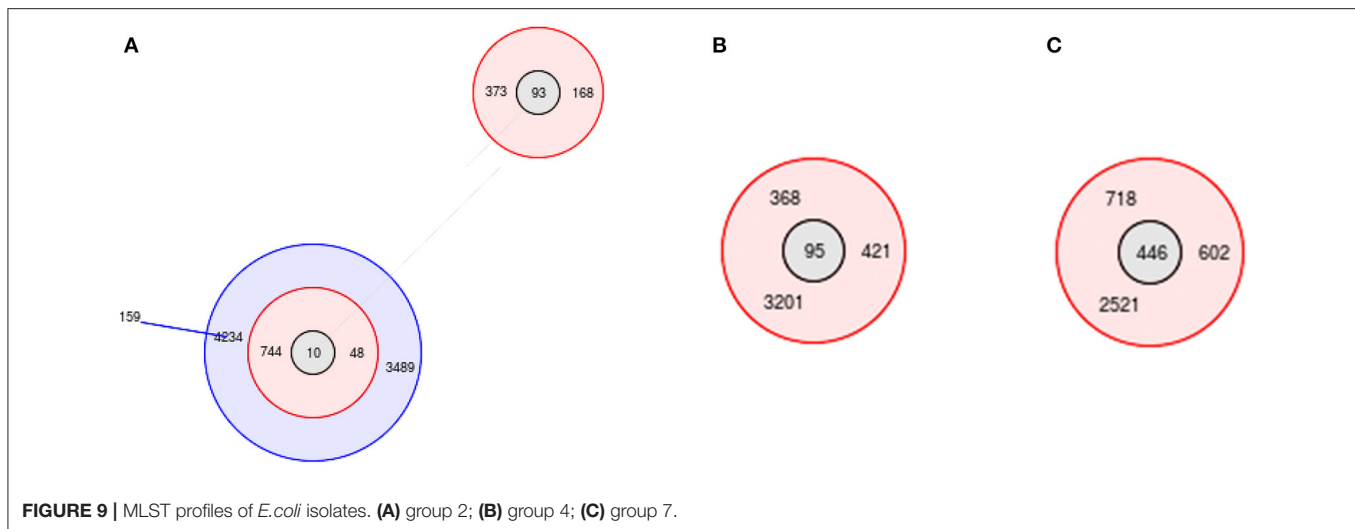 A
B
C
373 93 168
368
718
95
421
446
602
3201
2521
159
4234
744
10
48
3489
FIGURE 9 | MLST profiles of E.coli isolates. (A) group 2; (B) group 4; (C) group 7.